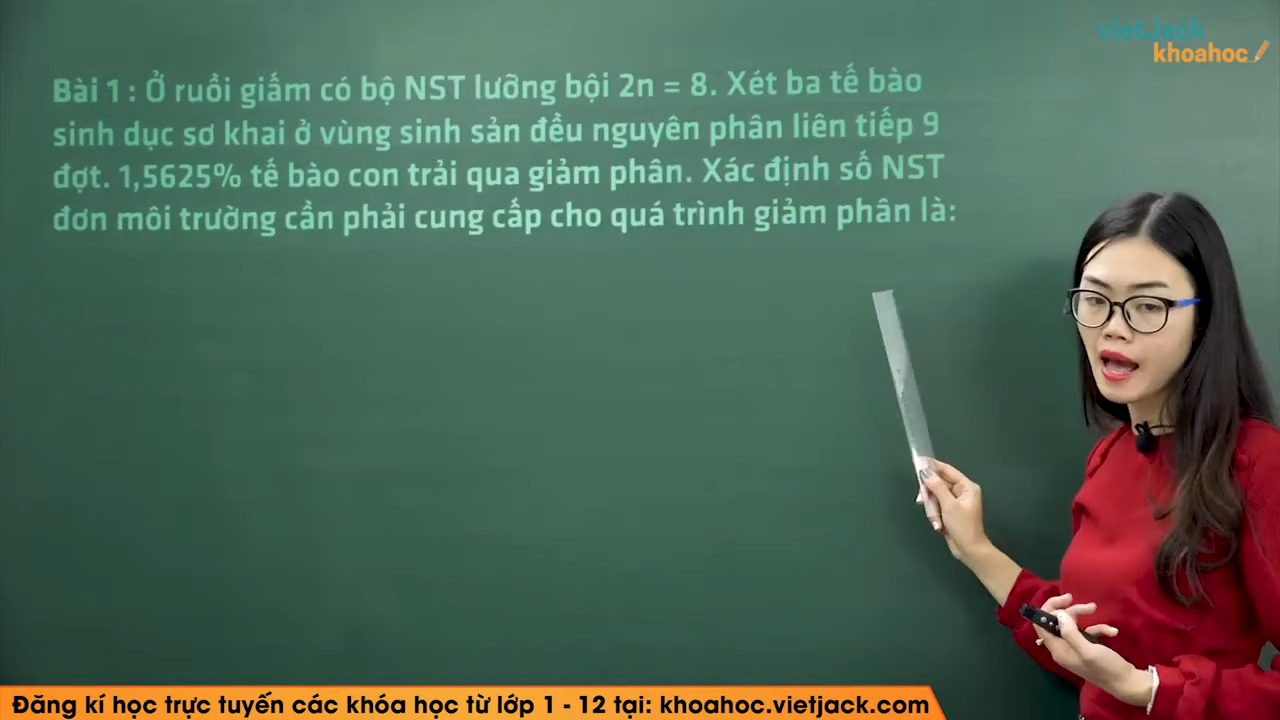 vietjack
khoahoc
Bài 1 : Ở ruồi giấm có bộ NST lưỡng bội 2n = 8. Xét ba tế bào
sinh dục sơ khai ở vùng sinh sản đều nguyên phân liên tiếp 9
đợt. 1,5625% tế bào con trải qua giảm phân. Xác định số NST
đơn môi trường cần phải cung cấp cho quá trình giảm phân là:
Đăng kí học trực tuyến các khóa học từ lớp 1 - 12 tại: khoahoc.vietjack.com